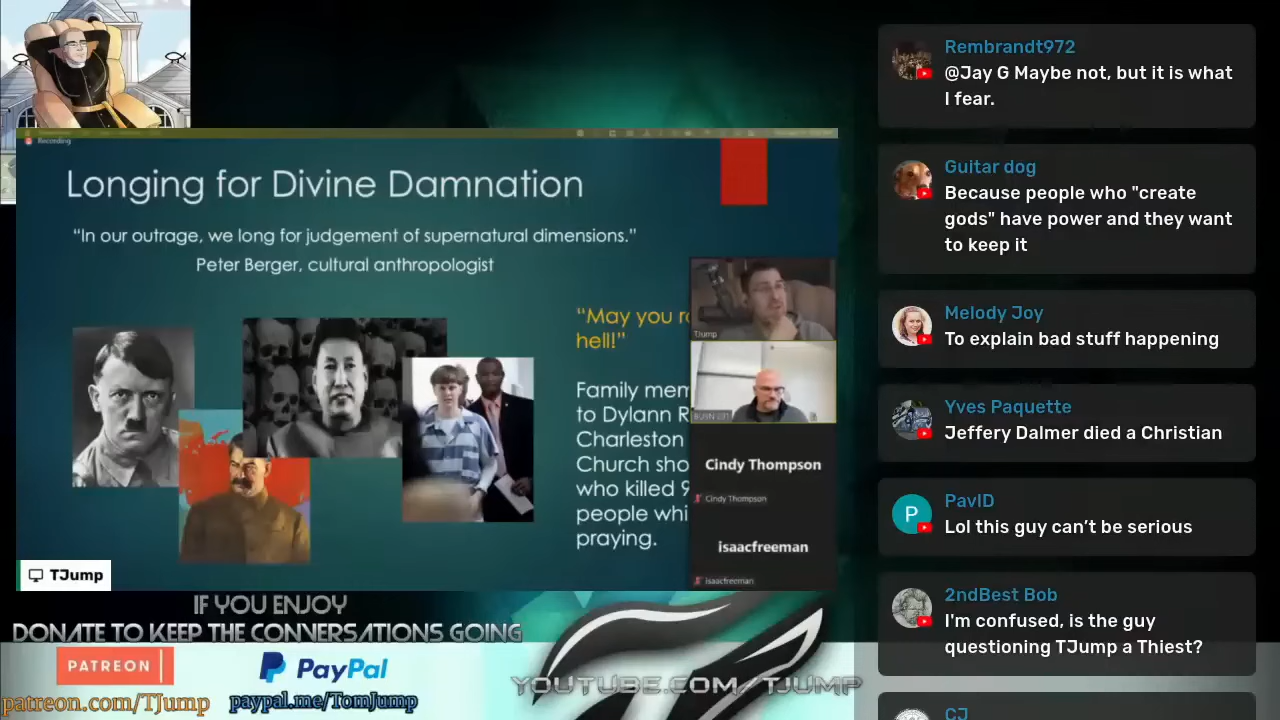 Recording
Longing for Divine Damnation
“In our outrage, we long for judgement of supernatural dimensions.”
Peter Berger, cultural anthropologist
“May you
hell!”
Family mem
to Dylann R
Charleston
Church sho
who killed 9
people whi
praying.
TJump
Cindy Thompson
Cindy Thompson
isaacfreeman
isaacfreeman
TJump
IF YOU ENJOY
DONATE TO KEEP THE CONVERSATIONS GOING
PATREON
PayPal
patreon.com/TJump
paypal.me/TomJump
YOUTUBE.COM/TJUMP
Rembrandt972
@Jay G Maybe not, but it is what
I fear.
Guitar dog
Because people who "create
gods" have power and they want
to keep it
Melody Joy
To explain bad stuff happening
Yves Paquette
Jeffery Dalmer died a Christian
P
PavID
Lol this guy can’t be serious
2ndBest Bob
I'm confused, is the guy
questioning TJump a Thiest?
CJ